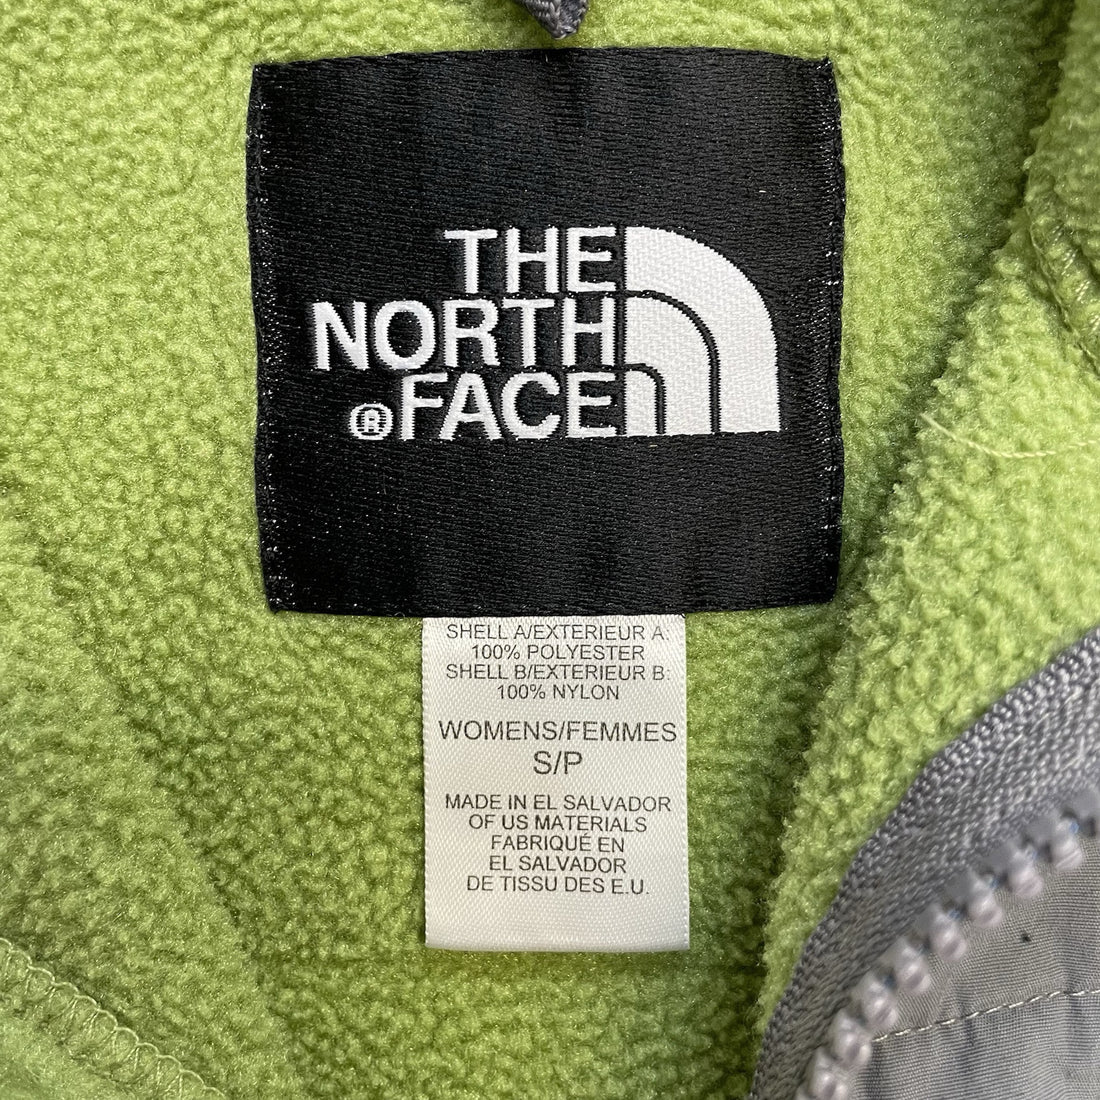 THE
NORTH
®FACE
SHELL A/EXTERIEUR A:
100% POLYESTER
SHELL B/EXTERIEUR B:
100% NYLON
WOMENS/FEMMES
S/P
MADE IN EL SALVADOR
OF US MATERIALS
FABRIQUÉ EN
EL SALVADOR
DE TISSU DES E.U.